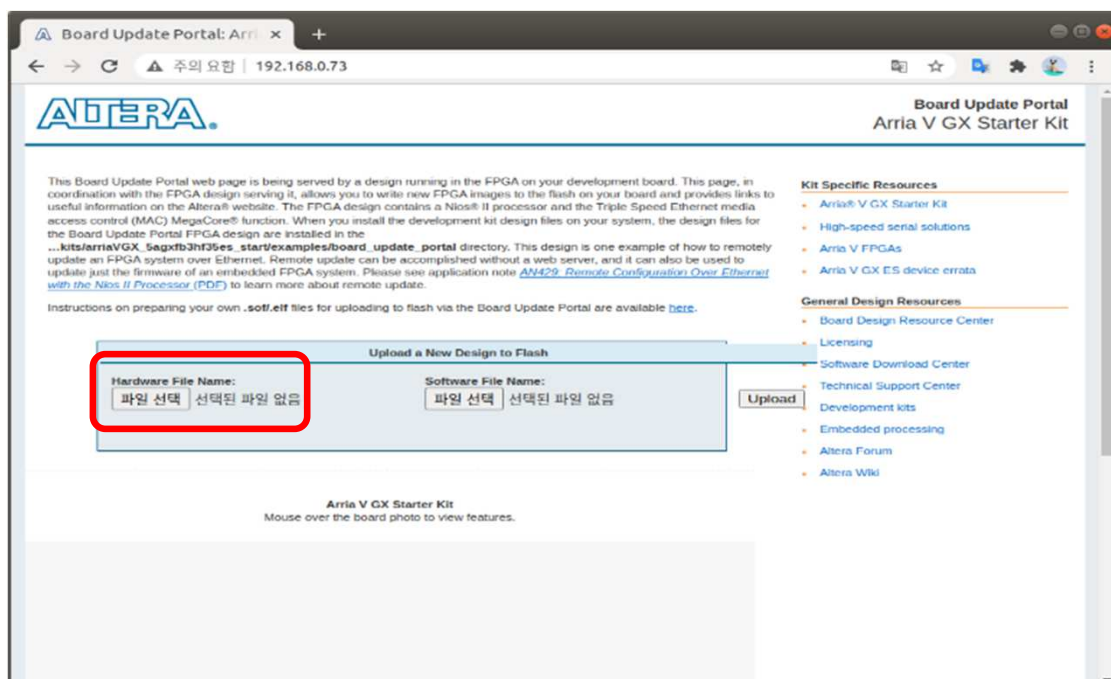 Board Update Portal: Arri
주의 요함 | 192.168.0.73
ALTERA.
Board Update Portal
Arria V GX Starter Kit
This Board Update Portal web page is being served by a design running in the FPGA on your development board. This page, in
coordination with the FPGA design serving it, allows you to write new FPGA images to the flash on your board and provides links to
useful information on the Altera website. The FPGA design contains a Nios® II processor and the Triple Speed Ethernet media
access control (MAC) MegaCore® function. When you install the development kit design files on your system, the design files for
the Board Update Portal FPGA design are installed in the
...kits/arriaVGX_5agxfb3hf35es_start/examples/board_update_portal directory. This design is one example of how to remotely
update an FPGA system over Ethernet. Remote update can be accomplished without a web server, and it can also be used to
update just the firmware of an embedded FPGA system. Please see application note AN429: Remote Configuration Over Ethernet
with the Nios II Processor (PDF) to learn more about remote update.
Instructions on preparing your own .sof/.elf files for uploading to flash via the Board Update Portal are available here.
Upload a New Design to Flash
Hardware File Name:
파일 선택 선택된 파일 없음
Software File Name:
파일 선택 선택된 파일 없음
Upload
Arria V GX Starter Kit
Mouse over the board photo to view features.
Kit Specific Resources
Arria® V GX Starter Kit
High-speed serial solutions
Arria V FPGAs
Arria V GX ES device errata
General Design Resources
Board Design Resource Center
Licensing
Software Download Center
Technical Support Center
Development kits
Embedded processing
Altera Forum
Altera Wiki